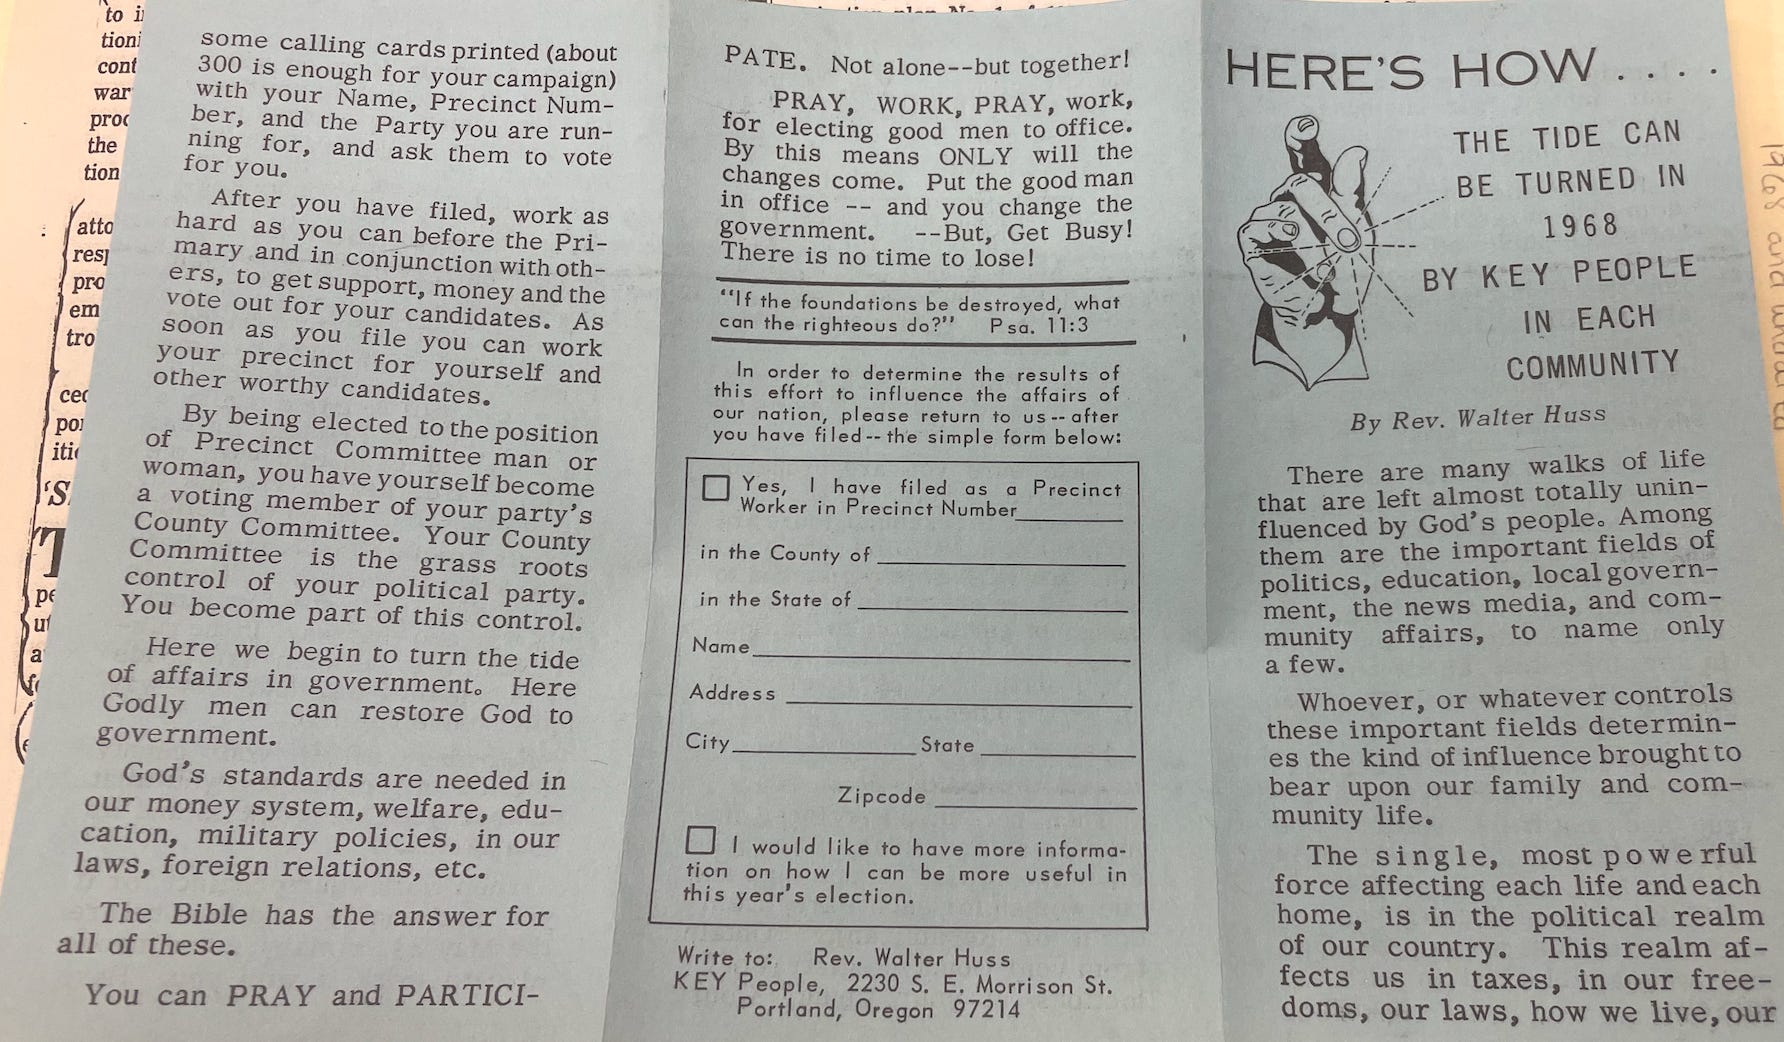 some calling cards printed (about
300 is enough for your campaign)
with your Name, Precinct Num-
ber, and the Party you are run-
ning for, and ask them to vote
for you.
After you have filed, work as
hard as you can before the Pri-
mary and in conjunction with oth-
ers, to get support, money and the
vote out for your candidates. As
soon as you file you can work
your precinct for yourself and
other worthy candidates.
By being elected to the position
of Precinct Committee man or
woman, you have yourself become
a voting member of your party's
County Committee. Your County
Committee is the grass roots
control of your political party.
You become part of this control.
Here we begin to turn the tide
of affairs in government. Here
Godly men can restore God to
government.
God's standards are needed in
our money system, welfare, edu-
cation, military policies, in our
laws, foreign relations, etc.
The Bible has the answer for
all of these.
You can PRAY and PARTICI-
PATE. Not alone--but together!
PRAY, WORK, PRAY, work,
for electing good men to office.
By this means ONLY will the
changes come. Put the good man
in office -- and you change the
government. --But, Get Busy!
There is no time to lose!
"If the foundations be destroyed, what
can the righteous do?" Psa. 11:3
In order to determine the results of
this effort to influence the affairs of
our nation, please return to us--after
you have filed--the simple form below:
Yes, I have filed as a Precinct
Worker in Precinct Number
in the County of
in the State of
Name
Address
City State
Zipcode
I would like to have more informa-
tion on how I can be more useful in
this year's election.
Write to: Rev. Walter Huss
KEY People, 2230 S. E. Morrison St.
Portland, Oregon 97214
HERE'S HOW . . . .
THE TIDE CAN
BE TURNED IN
1968
BY KEY PEOPLE
IN EACH
COMMUNITY
By Rev. Walter Huss
There are many walks of life
that are left almost totally unin-
fluenced by God's people. Among
them are the important fields of
politics, education, local govern-
ment, the news media, and com-
munity affairs, to name only
a few.
Whoever, or whatever controls
these important fields determin-
es the kind of influence brought to
bear upon our family and com-
munity life.
The single, most powerful
force affecting each life and each
home, is in the political realm
of our country. This realm af-
fects us in taxes, in our free-
doms, our laws, how we live, our
1968 and